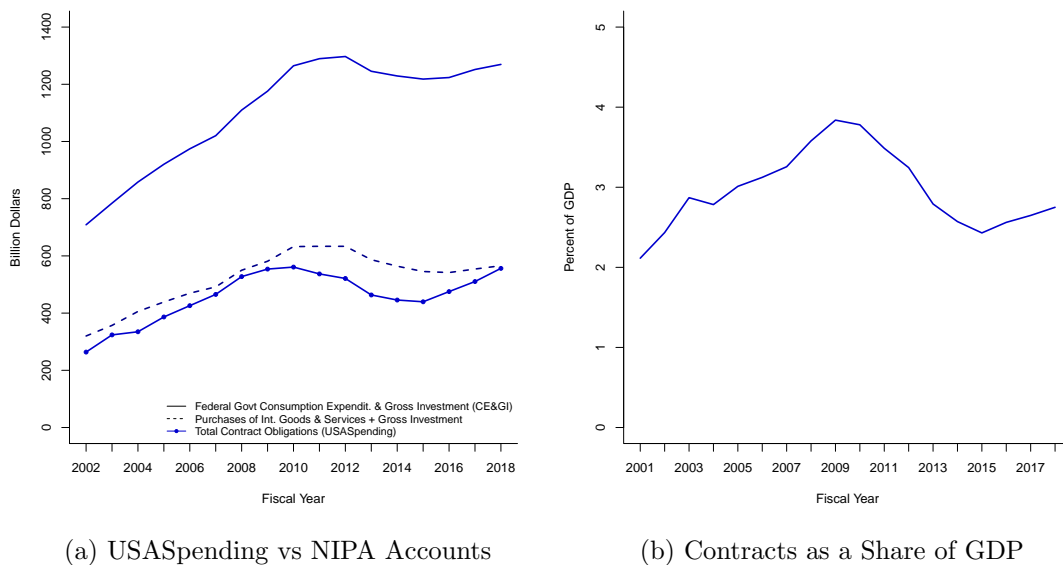 1400
1200
1000
800
600
400
200
0
Billion Dollars
Federal Govt Consumption Expendit. & Gross Investment (CE&GI)
Purchases of Int. Goods & Services + Gross Investment
Total Contract Obligations (USASpending)
2002 2004 2006 2008 2010 2012 2014 2016 2018
Fiscal Year
(a) USASpending vs NIPA Accounts
5
4
3
2
1
0
Percent of GDP
2001 2003 2005 2007 2009 2011 2013 2015 2017
Fiscal Year
(b) Contracts as a Share of GDP